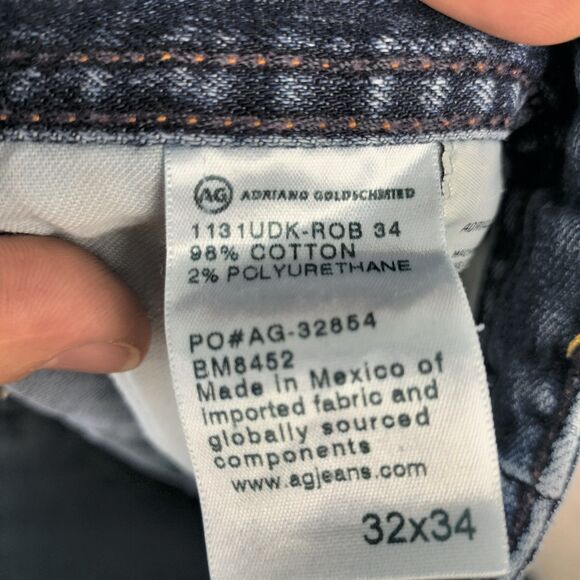 AG ADRIANO GOLDSCHMIED
1131UDK-ROB 34
98% COTTON
2% POLYURETHANE
PO#AG-32854
BM8452
Made in Mexico of
imported fabric and
globally sourced
components
www.agjeans.com
32x34